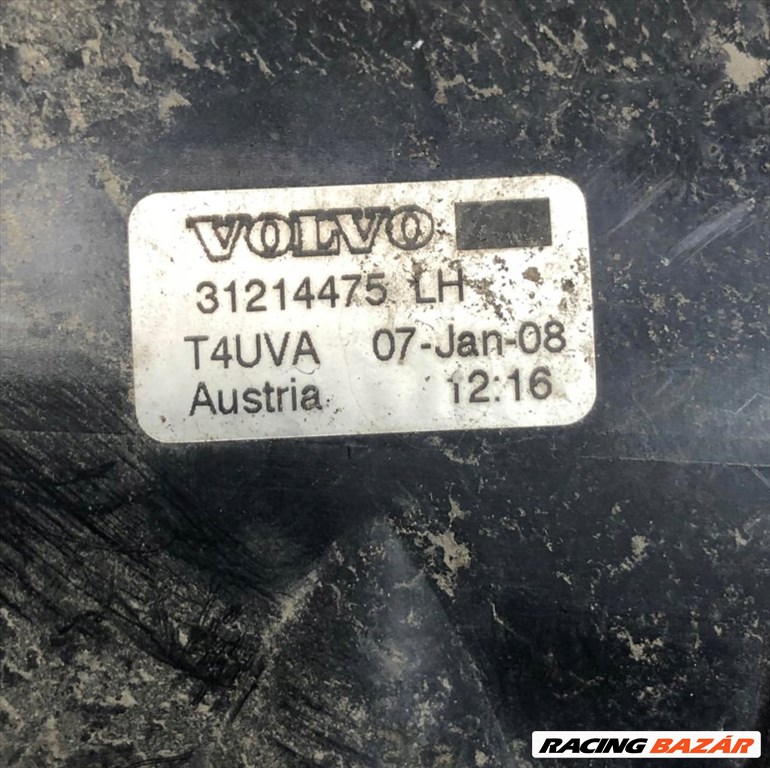 VOLVO
31214475 LH
T4UVA 07-Jan-08
Austria 12:16
RACING BAZÁR